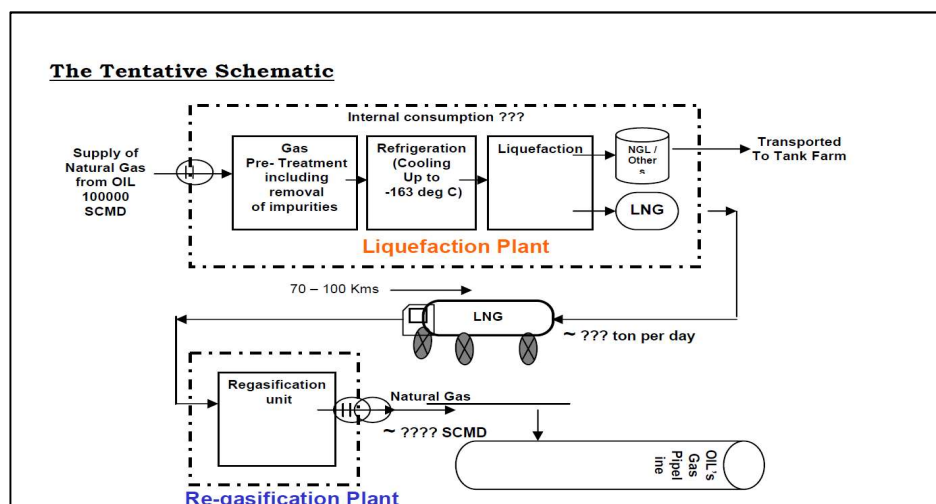 The Tentative Schematic
Internal consumption ???
Supply of
Natural Gas
from OIL
100000
SCMD
Gas
Pre- Treatment
including
removal
of impurities
Refrigeration
(Cooling
Up to
-163 deg C)
Liquefaction
NGL /
Other
s
Transported
To Tank Farm
LNG
Liquefaction Plant
70 – 100 Kms
LNG
~ ??? ton per day
Regasification
unit
Natural Gas
~ ???? SCMD
OIL's
Gas
Pipel
ine
Re-gasification Plant